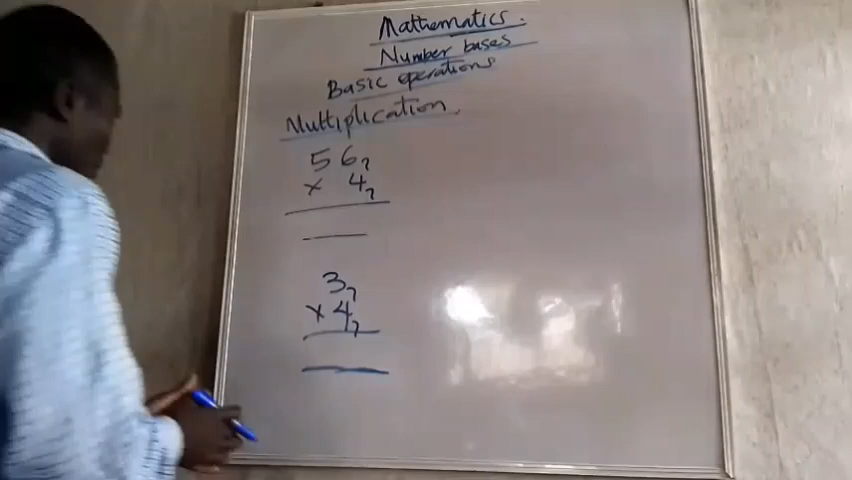 Mathematics.
Number bases
Basic operations
Multiplication.
56₇
× 4₇
3₇
× 4₇